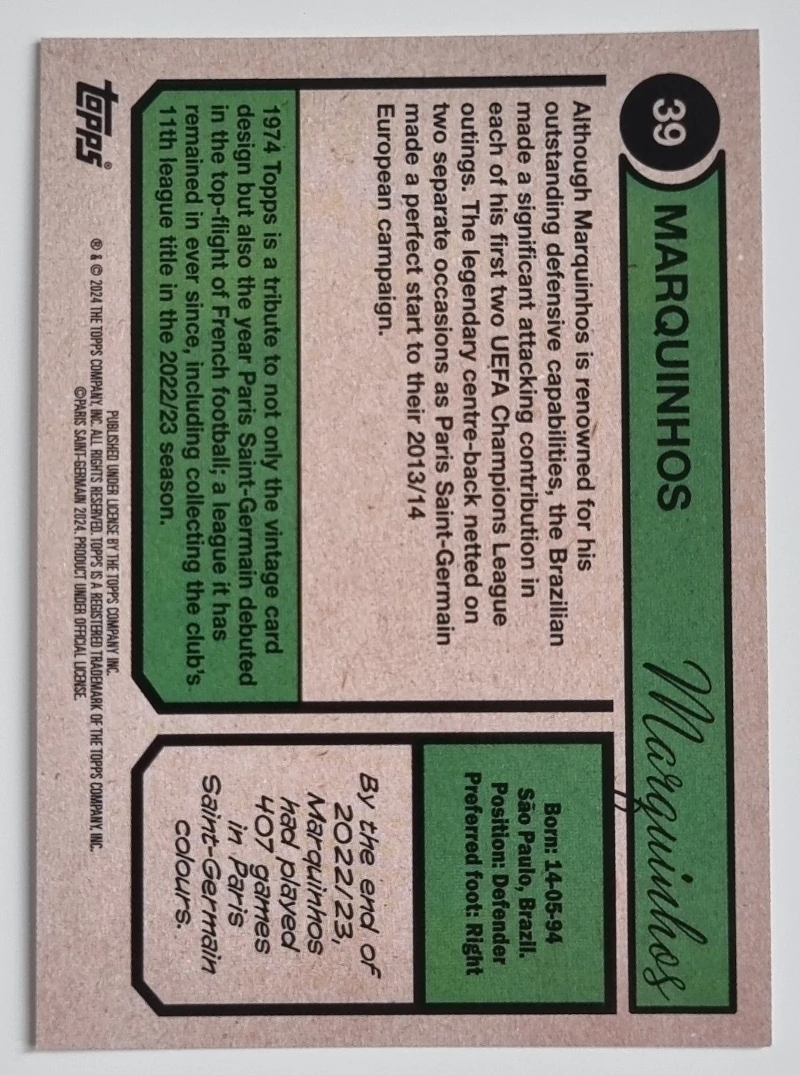 39
MARQUINHOS
Marquinhos
Although Marquinhos is renowned for his
outstanding defensive capabilities, the Brazilian
made a significant attacking contribution in
each of his first two UEFA Champions League
outings. The legendary centre-back netted on
two separate occasions as Paris Saint-Germain
made a perfect start to their 2013/14
European campaign.
1974 Topps is a tribute to not only the vintage card
design but also the year Paris Saint-Germain debuted
in the top-flight of French football; a league it has
remained in ever since, including collecting the club's
11th league title in the 2022/23 season.
Born: 14-05-94
São Paulo, Brazil.
Position: Defender
Preferred foot: Right
By the end of
2022/23,
Marquinhos
had played
407 games
in Paris
Saint-Germain
colours.
topps®
PUBLISHED UNDER LICENSE BY THE TOPPS COMPANY INC.
® & © 2024 THE TOPPS COMPANY, INC. ALL RIGHTS RESERVED. TOPPS IS A REGISTERED TRADEMARK OF THE TOPPS COMPANY, INC.
©PARIS SAINT-GERMAIN 2024. PRODUCT UNDER OFFICIAL LICENSE.